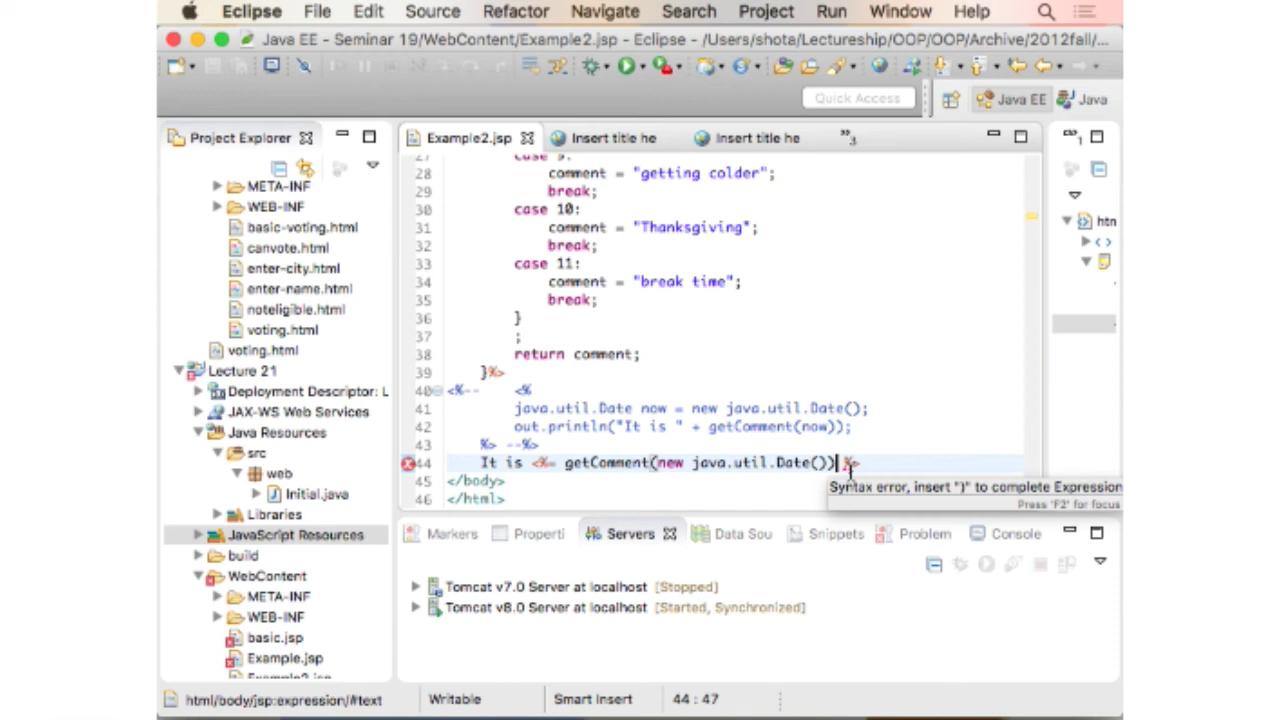 Eclipse File Edit Source Refactor Navigate Search Project Run Window Help
Java EE - Seminar 19/WebContent/Example2.jsp - Eclipse - /Users/shota/Lectureship/OOP/OOP/Archive/2012fall/...
Quick Access
Java EE
Java
Project Explorer
META-INF
WEB-INF
basic-voting.html
canvote.html
enter-city.html
enter-name.html
noteligible.html
voting.html
voting.html
Lecture 21
Deployment Descriptor: L
JAX-WS Web Services
Java Resources
src
web
Initial.java
Libraries
JavaScript Resources
build
WebContent
META-INF
WEB-INF
basic.jsp
Example.jsp
Example2.jsp
Example2.jsp
Insert title he
Insert title he
"3
27 case 9:
28 comment = "getting colder";
29 break;
30 case 10:
31 comment = "Thanksgiving";
32 break;
33 case 11:
34 comment = "break time";
35 break;
36 }
37 ;
38 return comment;
39 }%>
40 <%-- <%
41 java.util.Date now = new java.util.Date();
42 out.println("It is " + getComment(now));
43 %> --%>
44 It is <%= getComment(new java.util.Date()) %>
45 </body>
46 </html>
Syntax error, insert ")" to complete Expression
Press 'F2' for focus
"1
htn
<>
Markers
Properti
Servers
Data Sou
Snippets
Problem
Console
Tomcat v7.0 Server at localhost [Stopped]
Tomcat v8.0 Server at localhost [Started, Synchronized]
html/body/jsp:expression/#text
Writable
Smart Insert
44 : 47